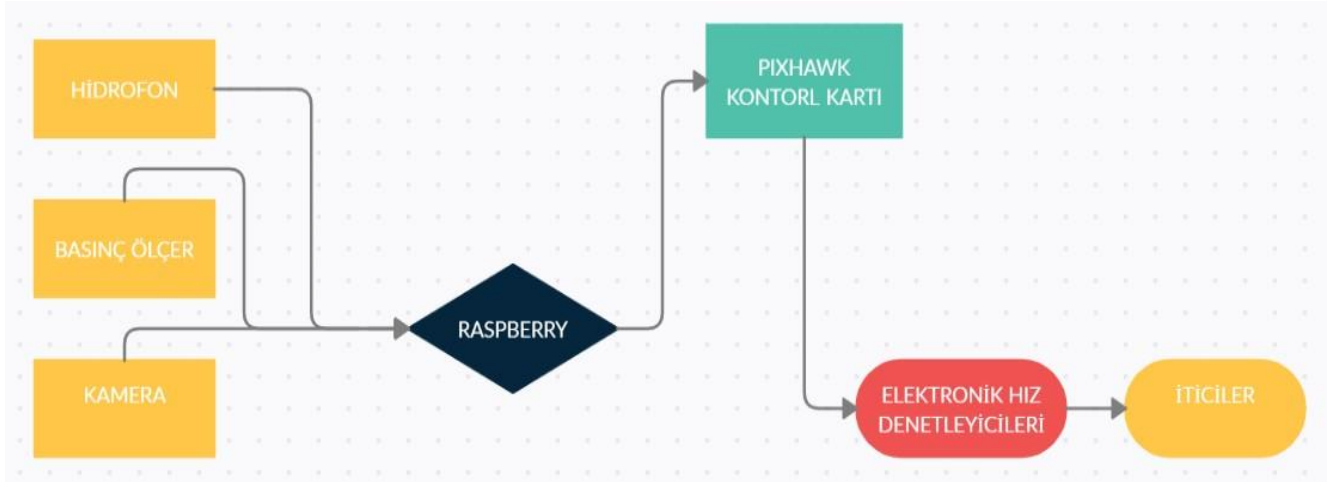 HİDROFON
BASINÇ ÖLÇER
KAMERA
RASPBERRY
PIXHAWK
KONTORL KARTI
ELEKTRONİK HIZ
DENETLEYİCİLERİ
İTİCİLER